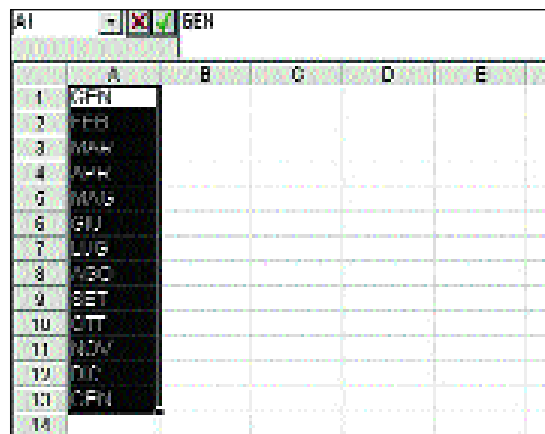 A1 GEN
A B C D E
1 GEN
2 FEB
3 MAR
4 APR
5 MAG
6 GIU
7 LUG
8 AGO
9 SET
10 OTT
11 NOV
12 DIC
13 GEN
14